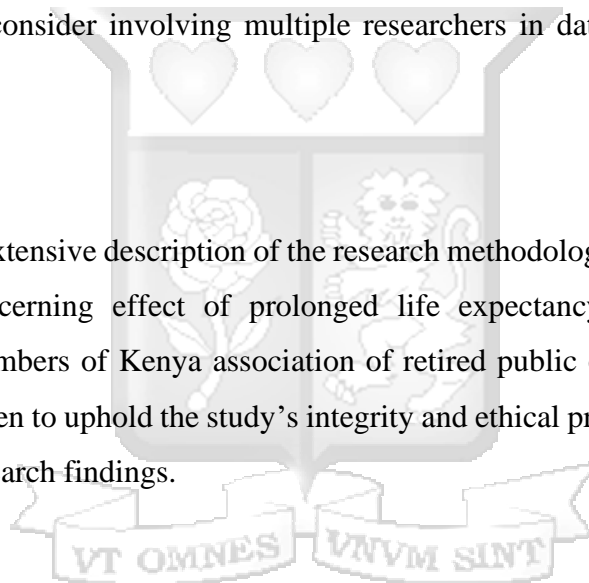 consider involving multiple researchers in dat
xtensive description of the research methodolog
cerning effect of prolonged life expectancy
mbers of Kenya association of retired public
en to uphold the study's integrity and ethical pr
arch findings.
VT OMNES VNVM SINT